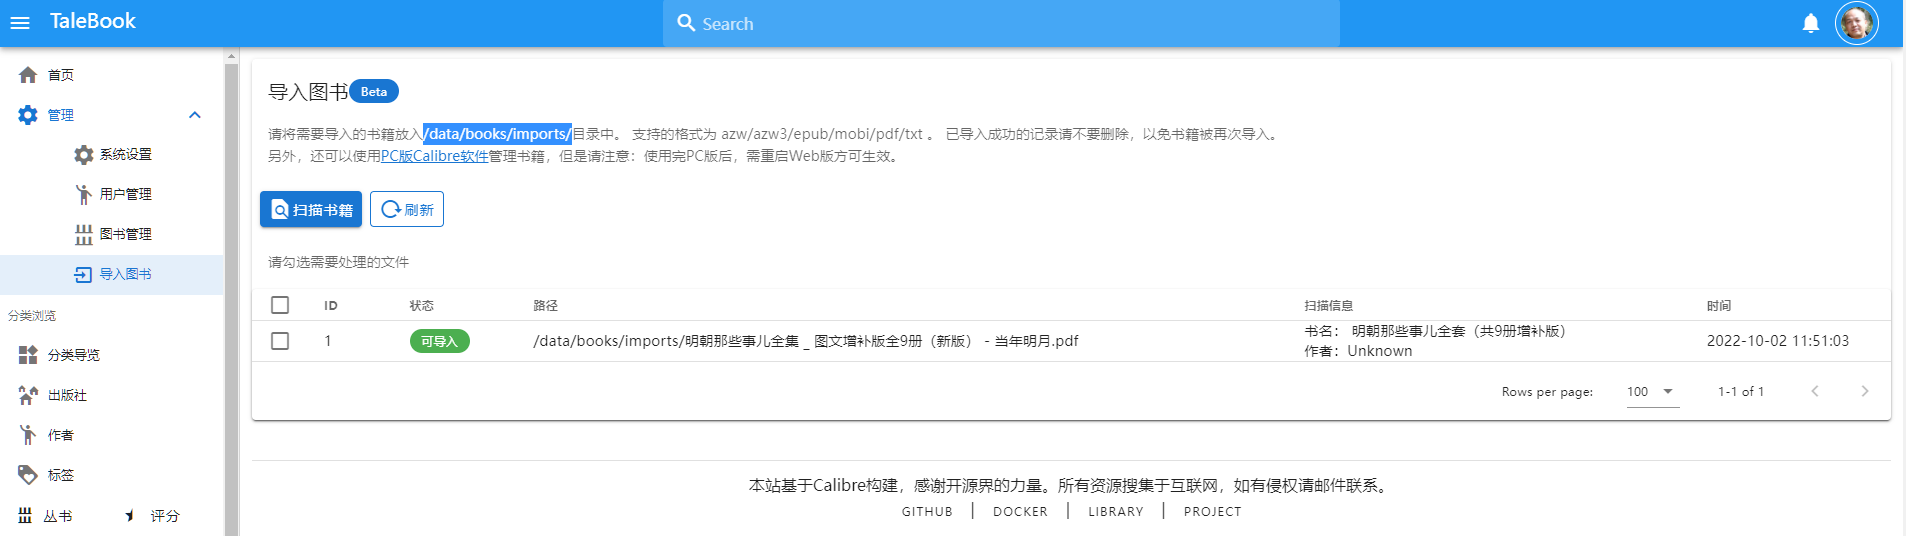 TaleBook
Search
首页
管理
系统设置
用户管理
图书管理
导入图书
分类浏览
分类导览
出版社
作者
标签
丛书 评分
导入图书 Beta
请将需要导入的书籍放入/data/books/imports/目录中。 支持的格式为 azw/azw3/epub/mobi/pdf/txt 。 已导入成功的记录请不要删除，以免书籍被再次导入。
另外，还可以使用PC版Calibre软件管理书籍，但是请注意：使用完PC版后，需重启Web版方可生效。
扫描书籍 刷新
请勾选需要处理的文件
ID 状态 路径 扫描信息 时间
1 可导入 /data/books/imports/明朝那些事儿全集 _ 图文增补版全9册（新版） - 当年明月.pdf 书名： 明朝那些事儿全套（共9册增补版） 2022-10-02 11:51:03
作者：Unknown
Rows per page: 100 1-1 of 1
本站基于Calibre构建，感谢开源界的力量。所有资源搜集于互联网，如有侵权请邮件联系。
GITHUB | DOCKER | LIBRARY | PROJECT